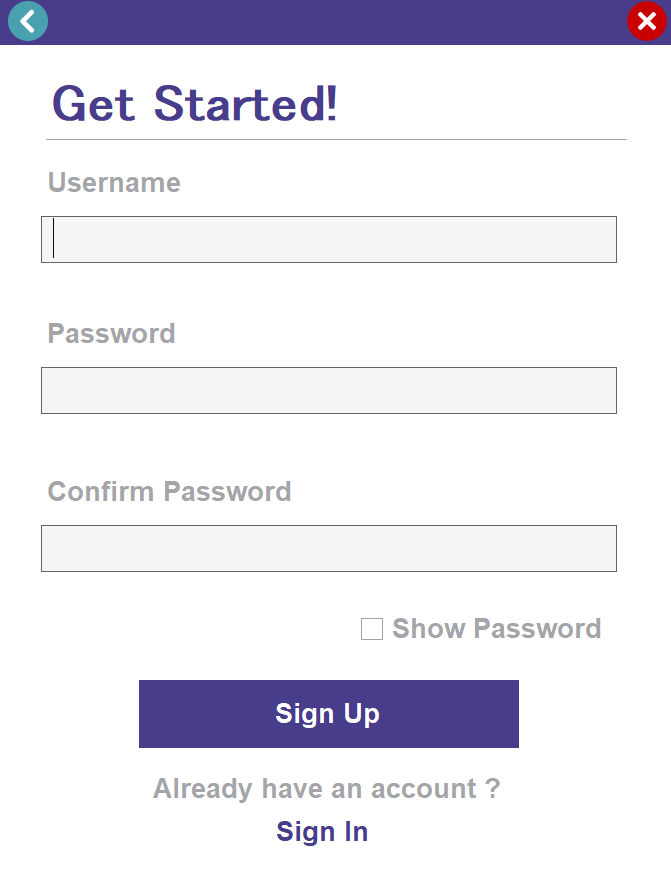 Get Started!
Username
Password
Confirm Password
Show Password
Sign Up
Already have an account ?
Sign In